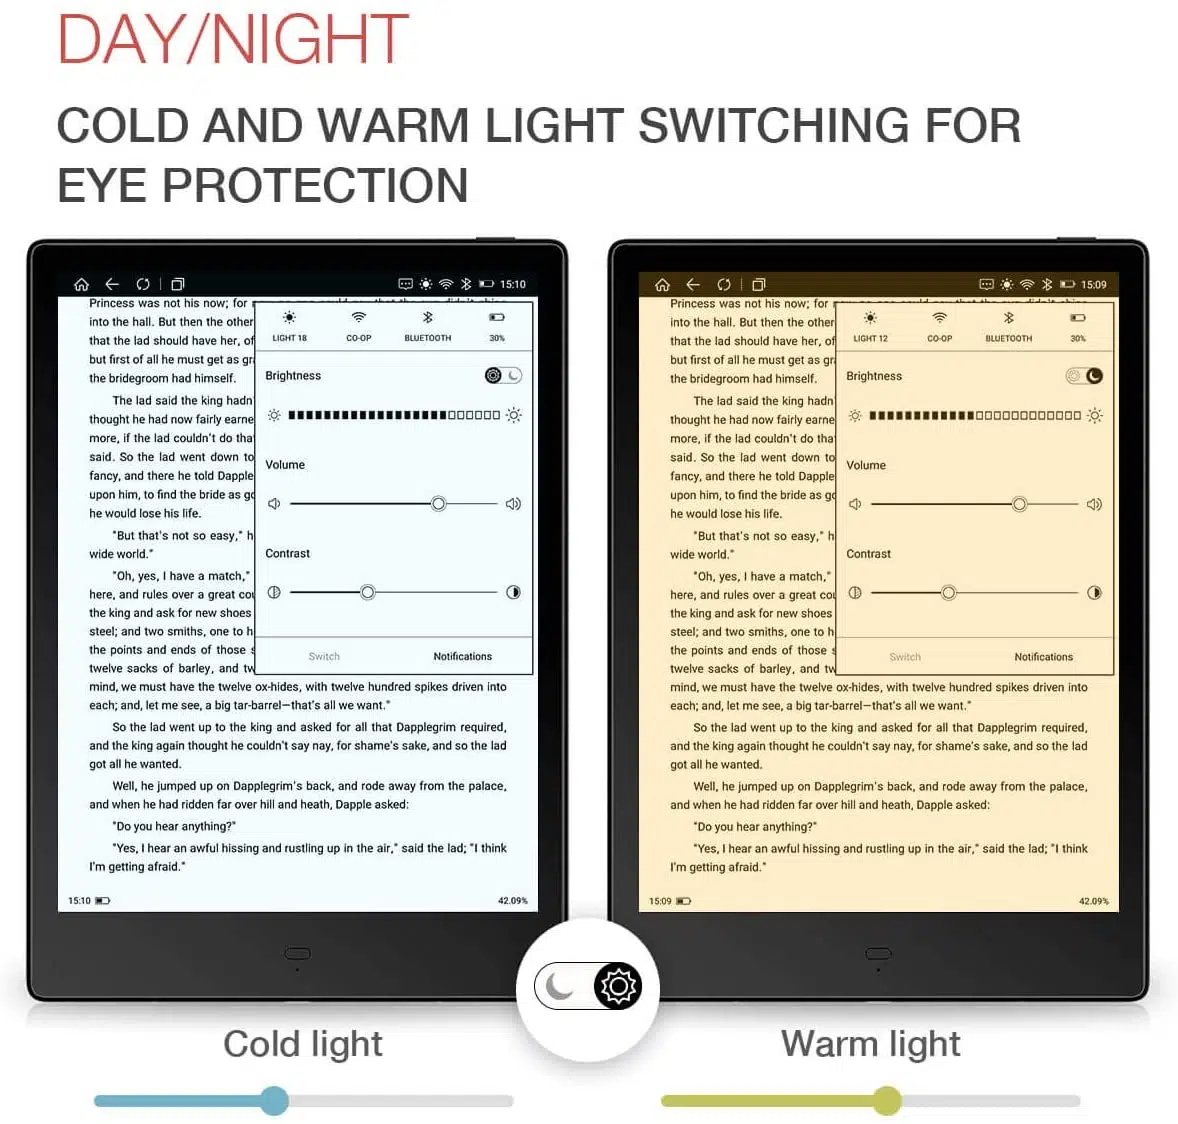 DAY/NIGHT
COLD AND WARM LIGHT SWITCHING FOR
EYE PROTECTION
15:10
Princess was not his now; for
into the hall. But then the other
that the lad should have her, of
but first of all he must get as gr
the bridegroom had himself.
The lad said the king hadn'
thought he had now fairly earne
more, if the lad couldn't do tha
said. So the lad went down to
fancy, and there he told Dapple
upon him, to find the bride as go
he would lose his life.
"But that's not so easy," h
wide world."
"Oh, yes, I have a match,"
here, and rules over a great cou
the king and ask for new shoes
steel; and two smiths, one to h
the points and ends of those s
twelve sacks of barley, and tw
mind, we must have the twelve ox-hides, with twelve hundred spikes driven into
each; and, let me see, a big tar-barrel—that's all we want."
So the lad went up to the king and asked for all that Dapplegrim required,
and the king again thought he couldn't say nay, for shame's sake, and so the lad
got all he wanted.
Well, he jumped up on Dapplegrim's back, and rode away from the palace,
and when he had ridden far over hill and heath, Dapple asked:
"Do you hear anything?"
"Yes, I hear an awful hissing and rustling up in the air," said the lad; "I think
I'm getting afraid."
15:10 42.09%
LIGHT 18 CO-OP BLUETOOTH 30%
Brightness
Volume
Contrast
Switch Notifications
15:09
Princess was not his now; for
into the hall. But then the other
that the lad should have her, of
but first of all he must get as gra
the bridegroom had himself.
The lad said the king hadn'
thought he had now fairly earne
more, if the lad couldn't do tha
said. So the lad went down to
fancy, and there he told Dapple
upon him, to find the bride as go
he would lose his life.
"But that's not so easy," h
wide world."
"Oh, yes, I have a match,"
here, and rules over a great cou
the king and ask for new shoes
steel; and two smiths, one to h
the points and ends of those s
twelve sacks of barley, and tw
mind, we must have the twelve ox-hides, with twelve hundred spikes driven into
each; and, let me see, a big tar-barrel—that's all we want."
So the lad went up to the king and asked for all that Dapplegrim required,
and the king again thought he couldn't say nay, for shame's sake, and so the lad
got all he wanted.
Well, he jumped up on Dapplegrim's back, and rode away from the palace,
and when he had ridden far over hill and heath, Dapple asked:
"Do you hear anything?"
"Yes, I hear an awful hissing and rustling up in the air," said the lad; "I think
I'm getting afraid."
15:09 42.09%
LIGHT 12 CO-OP BLUETOOTH 30%
Brightness
Volume
Contrast
Switch Notifications
Cold light
Warm light